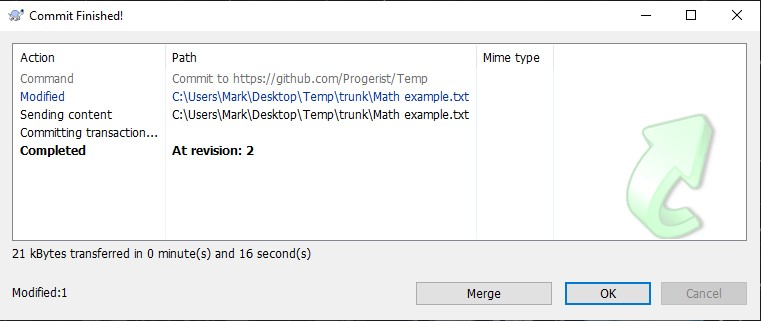 Commit Finished!
Action Path Mime type
Command Commit to https://github.com/Progerist/Temp
Modified C:\Users\Mark\Desktop\Temp\trunk\Math example.txt
Sending content C:\Users\Mark\Desktop\Temp\trunk\Math example.txt
Committing transaction...
Completed At revision: 2
21 kBytes transferred in 0 minute(s) and 16 second(s)
Modified:1 Merge OK Cancel